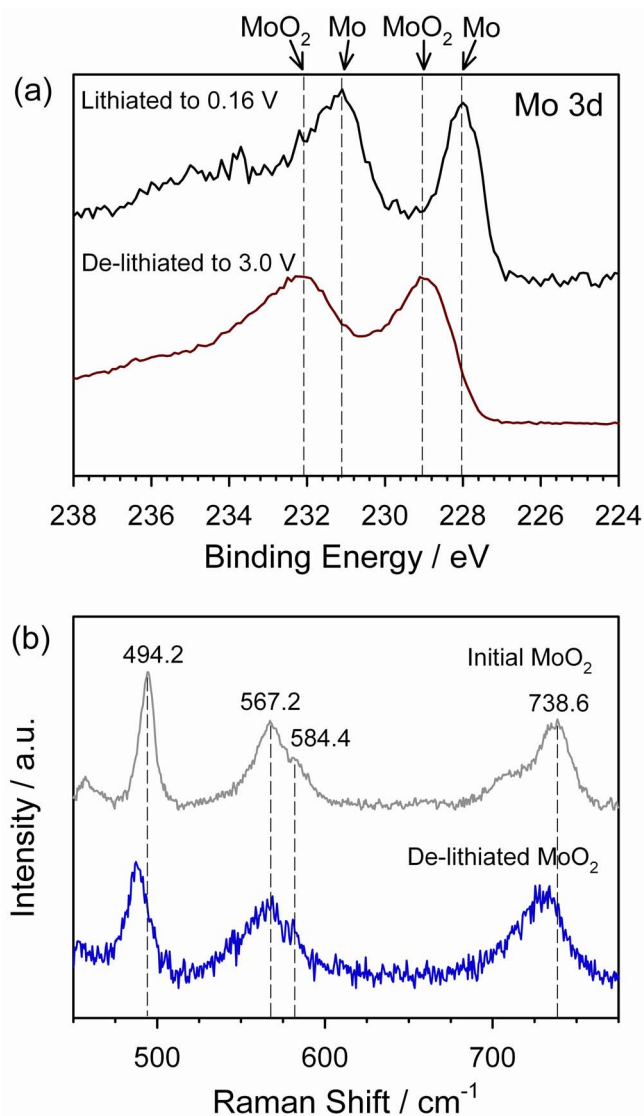 MoO₂ Mo MoO₂ Mo
(a)
Lithiated to 0.16 V
Mo 3d
De-lithiated to 3.0 V
238 236 234 232 230 228 226 224
Binding Energy / eV
(b)
494.2
Initial MoO₂
567.2
738.6
584.4
De-lithiated MoO₂
Intensity / a.u.
500 600 700
Raman Shift / cm⁻¹